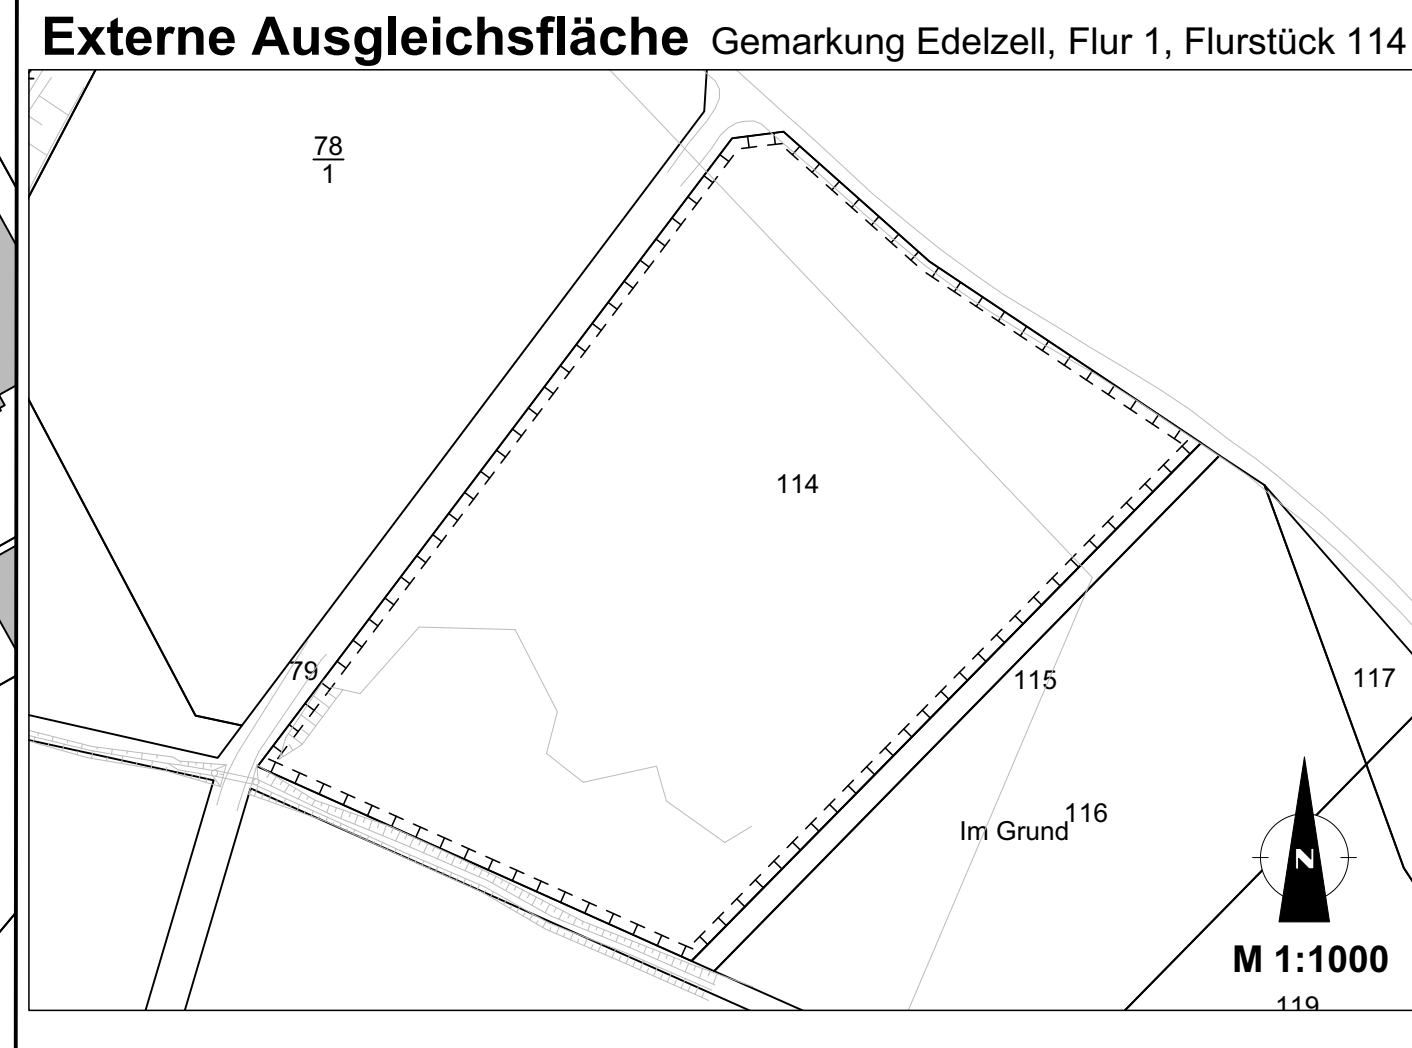 Externe Ausgleichsfläche Gemarkung Edelzell, Flur 1, Flurstück 114
78
1
114
79
115
117
116
Im Grund
N
M 1:1000
119